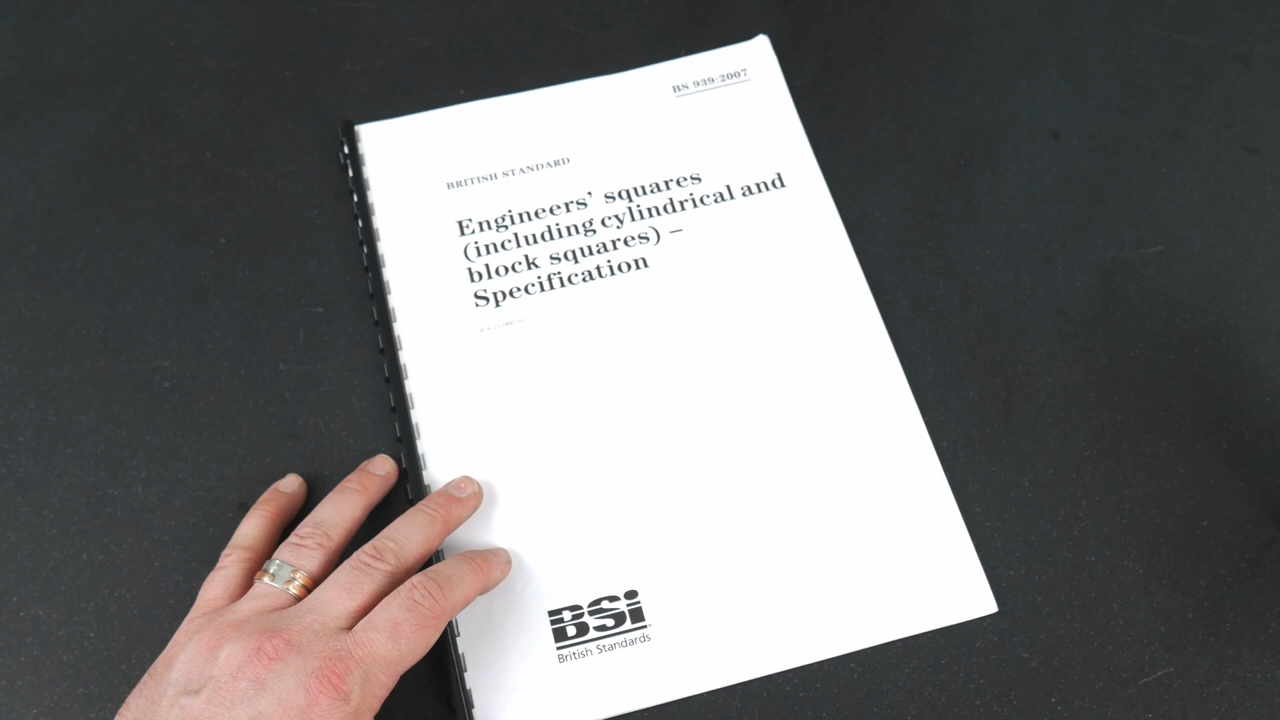 BS 939:2007
BRITISH STANDARD
Engineers’ squares
(including cylindrical and
block squares) –
Specification
BSi
British Standards